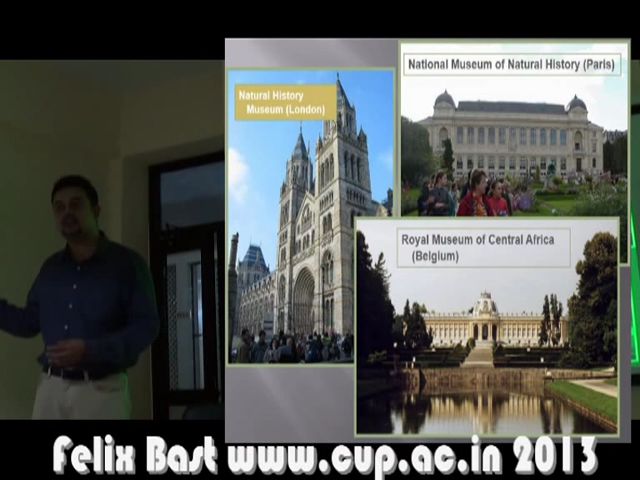 Natural History
Museum (London)
National Museum of Natural History (Paris)
Royal Museum of Central Africa
(Belgium)
Felix Bast www.cup.ac.in 2013